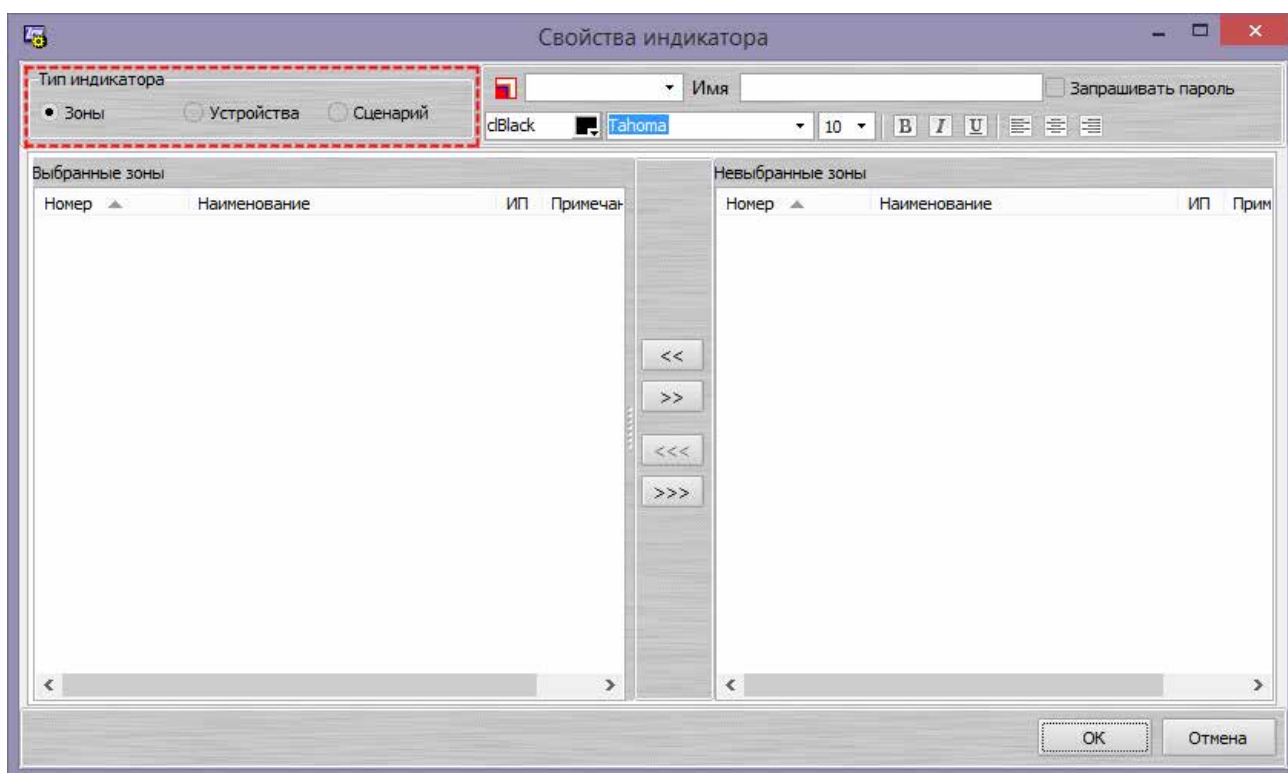 Свойства индикатора
Тип индикатора
Зоны Устройства Сценарий
Имя Запрашивать пароль
clBlack Tahoma 10 B I U
Выбранные зоны
Номер Наименование ИП Примечан
<<
>>
<<<
>>>
Невыбранные зоны
Номер Наименование ИП Прим
OK Отмена